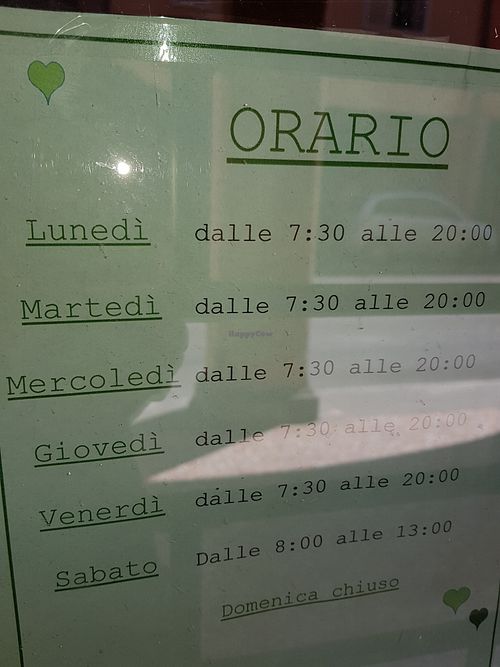 ORARIO
Lunedì dalle 7:30 alle 20:00
Martedì dalle 7:30 alle 20:00
HappyCow
Mercoledì dalle 7:30 alle 20:00
Giovedì dalle 7:30 alle 20:00
Venerdì dalle 7:30 alle 20:00
Sabato Dalle 8:00 alle 13:00
Domenica chiuso